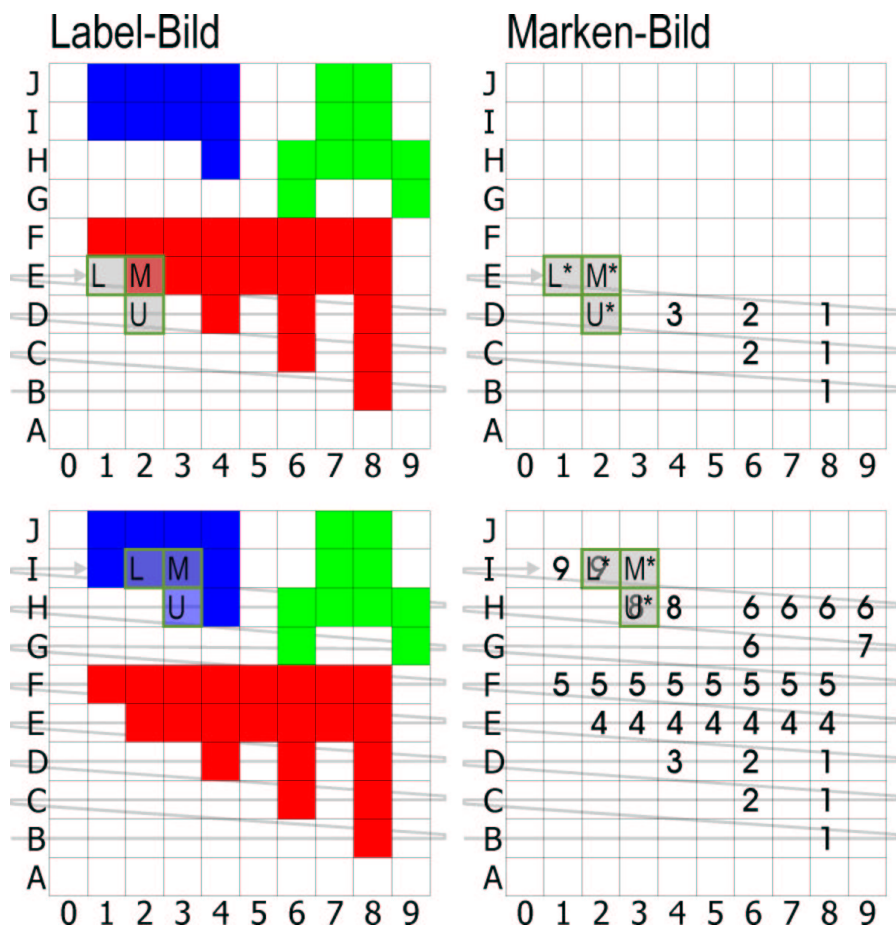 Label-Bild Marken-Bild
J J
I I
H H
G G
F F
E L M E L* M*
D U D U* 3 2 1
C C 2 1
B B 1
A A
0 1 2 3 4 5 6 7 8 9 0 1 2 3 4 5 6 7 8 9
J J
I L M I 9 9 L* M*
H U H 8 U* 8 6 6 6 6
G G 6 7
F F 5 5 5 5 5 5 5 5
E E 4 4 4 4 4 4 4
D D 3 2 1
C C 2 1
B B 1
A A
0 1 2 3 4 5 6 7 8 9 0 1 2 3 4 5 6 7 8 9